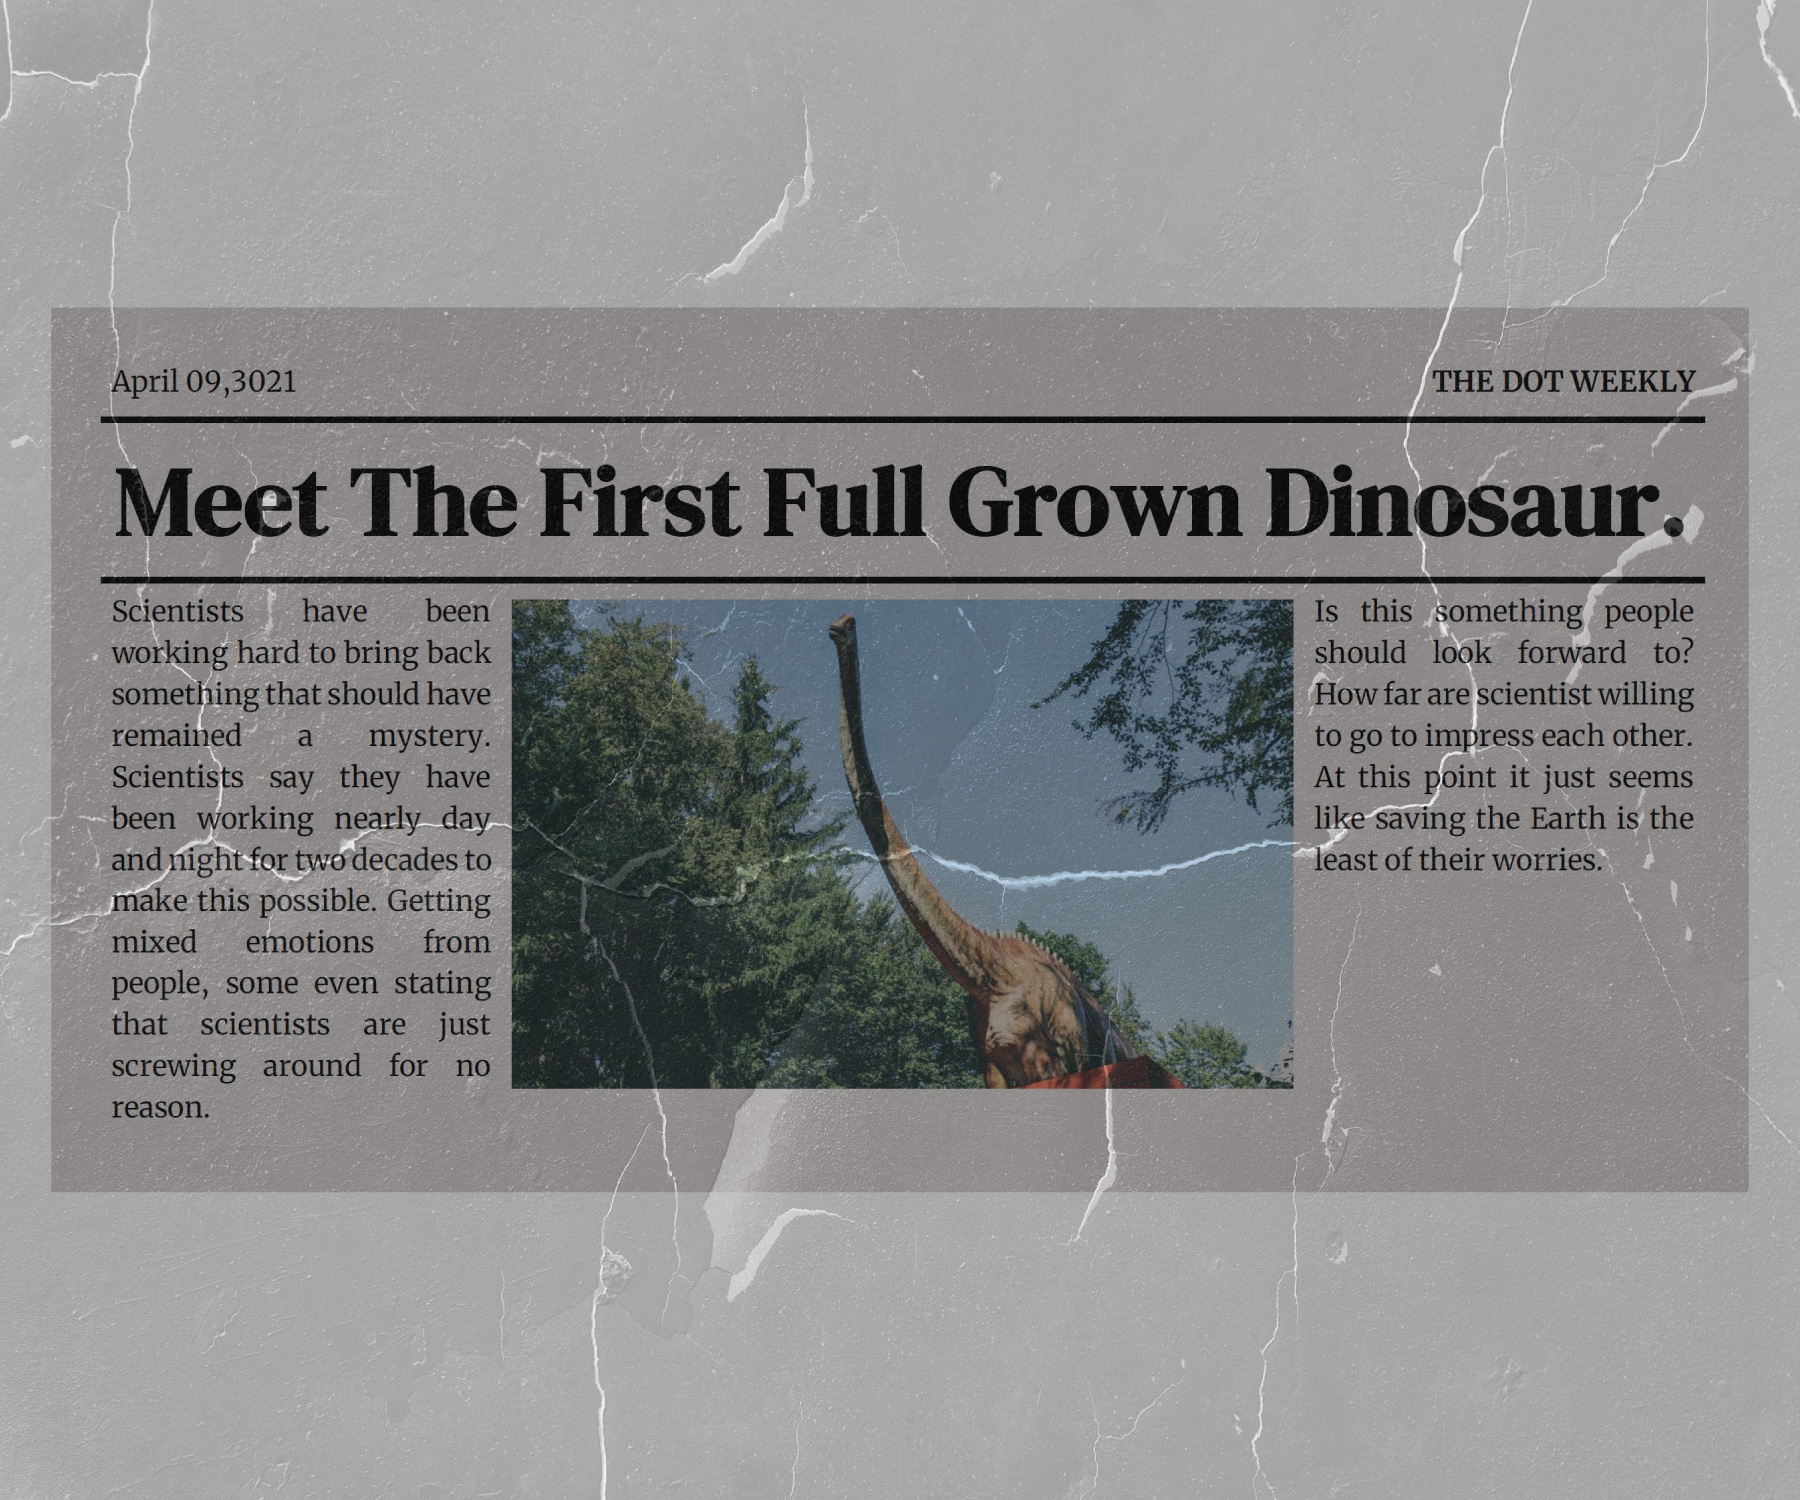 April 09,3021
THE DOT WEEKLY
Meet The First Full Grown Dinosaur.
Scientists have been
working hard to bring back
something that should have
remained a mystery.
Scientists say they have
been working nearly day
and night for two decades to
make this possible. Getting
mixed emotions from
people, some even stating
that scientists are just
screwing around for no
reason.
Is this something people
should look forward to?
How far are scientist willing
to go to impress each other.
At this point it just seems
like saving the Earth is the
least of their worries.